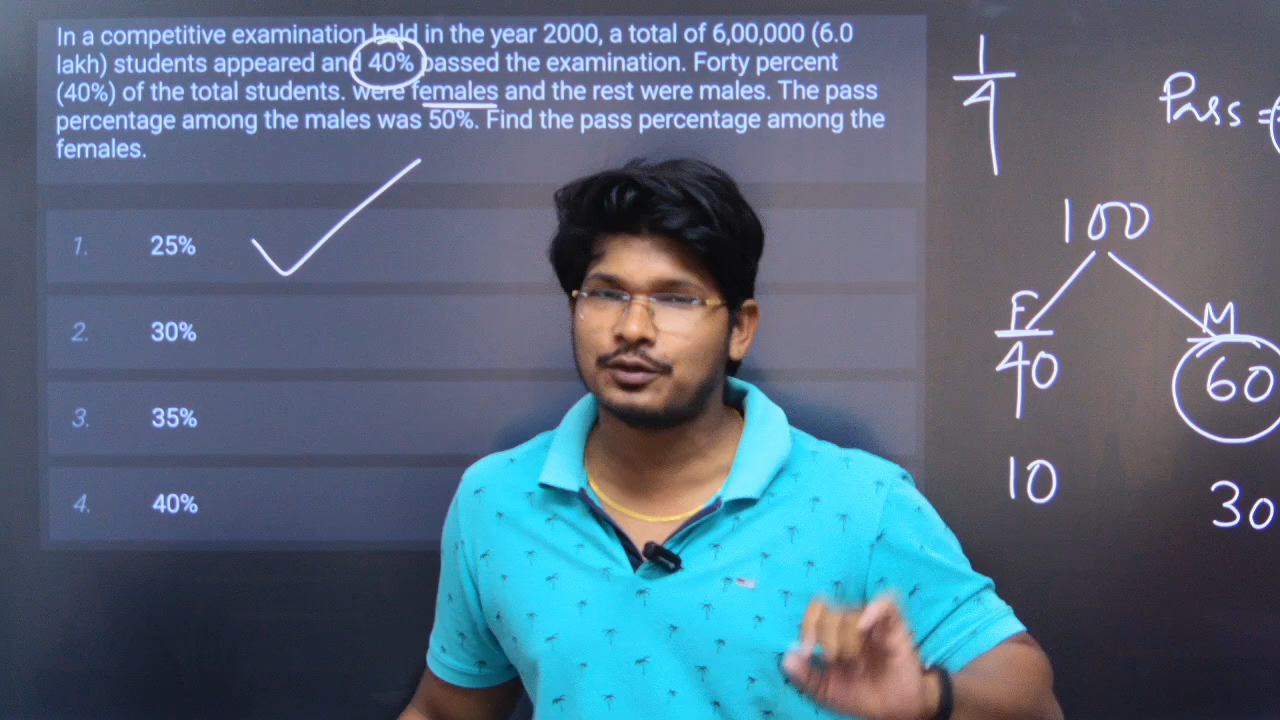 In a competitive examination held in the year 2000, a total of 6,00,000 (6.0
lakh) students appeared and 40% passed the examination. Forty percent
(40%) of the total students. were females and the rest were males. The pass
percentage among the males was 50%. Find the pass percentage among the
females.
1. 25%
2. 30%
3. 35%
4. 40%
1
4
Pass =
100
F M
40 60
10 30